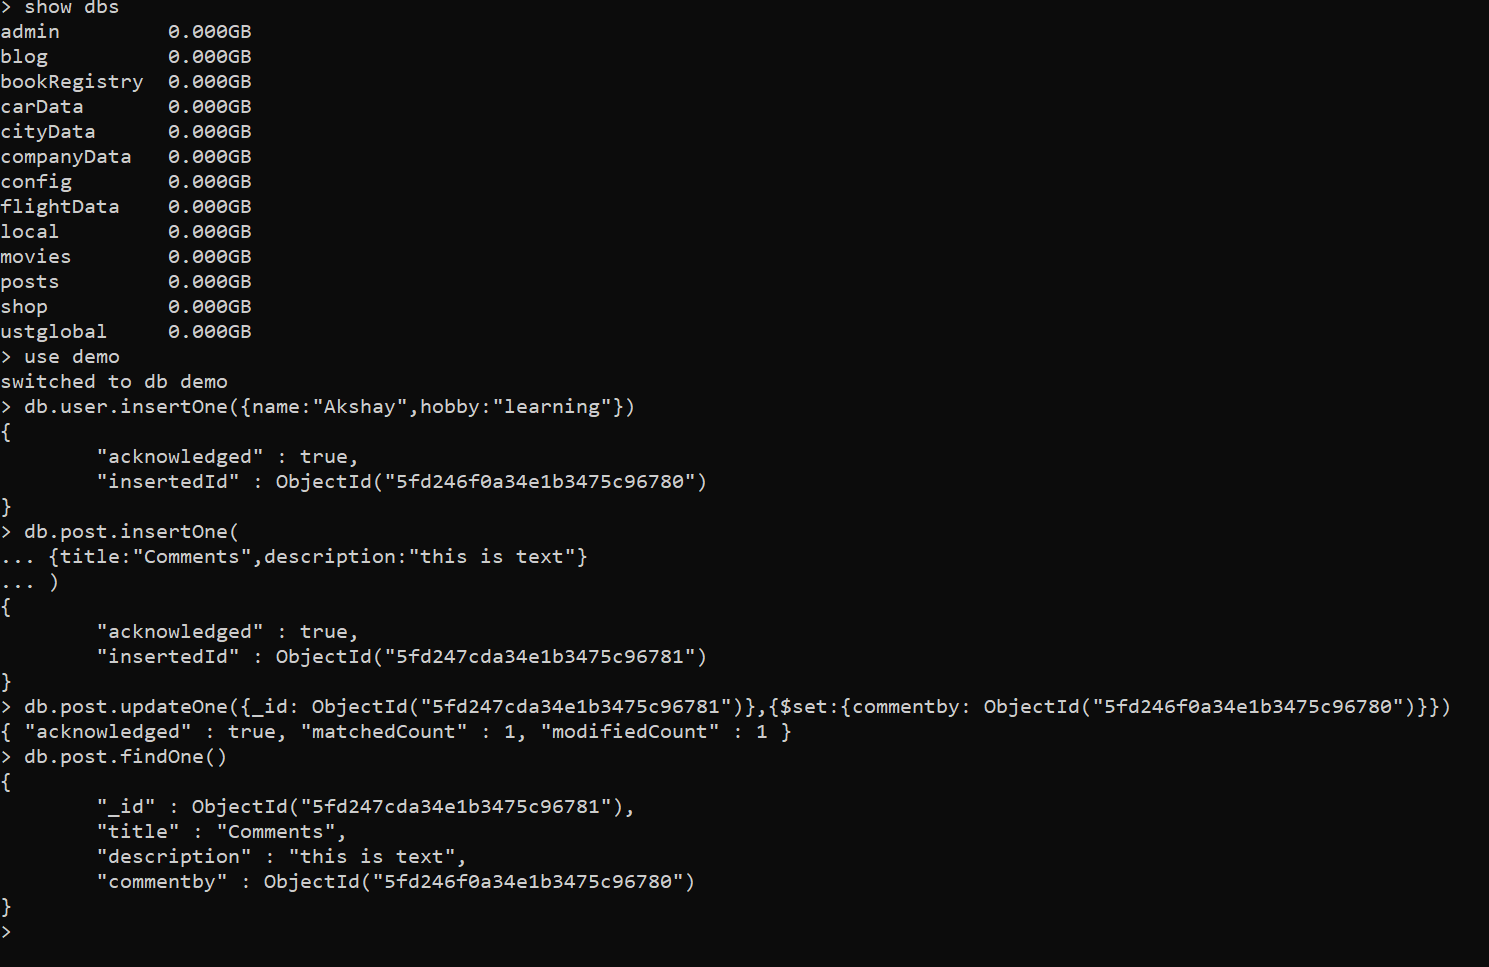 > show dbs
admin 0.000GB
blog 0.000GB
bookRegistry 0.000GB
carData 0.000GB
cityData 0.000GB
companyData 0.000GB
config 0.000GB
flightData 0.000GB
local 0.000GB
movies 0.000GB
posts 0.000GB
shop 0.000GB
ustglobal 0.000GB
> use demo
switched to db demo
> db.user.insertOne({name:"Akshay",hobby:"learning"})
{
"acknowledged" : true,
"insertedId" : ObjectId("5fd246f0a34e1b3475c96780")
}
> db.post.insertOne(
... {title:"Comments",description:"this is text"}
... )
{
"acknowledged" : true,
"insertedId" : ObjectId("5fd247cda34e1b3475c96781")
}
> db.post.updateOne({_id: ObjectId("5fd247cda34e1b3475c96781")},{$set:{commentby: ObjectId("5fd246f0a34e1b3475c96780")}})
{ "acknowledged" : true, "matchedCount" : 1, "modifiedCount" : 1 }
> db.post.findOne()
{
"_id" : ObjectId("5fd247cda34e1b3475c96781"),
"title" : "Comments",
"description" : "this is text",
"commentby" : ObjectId("5fd246f0a34e1b3475c96780")
}
>